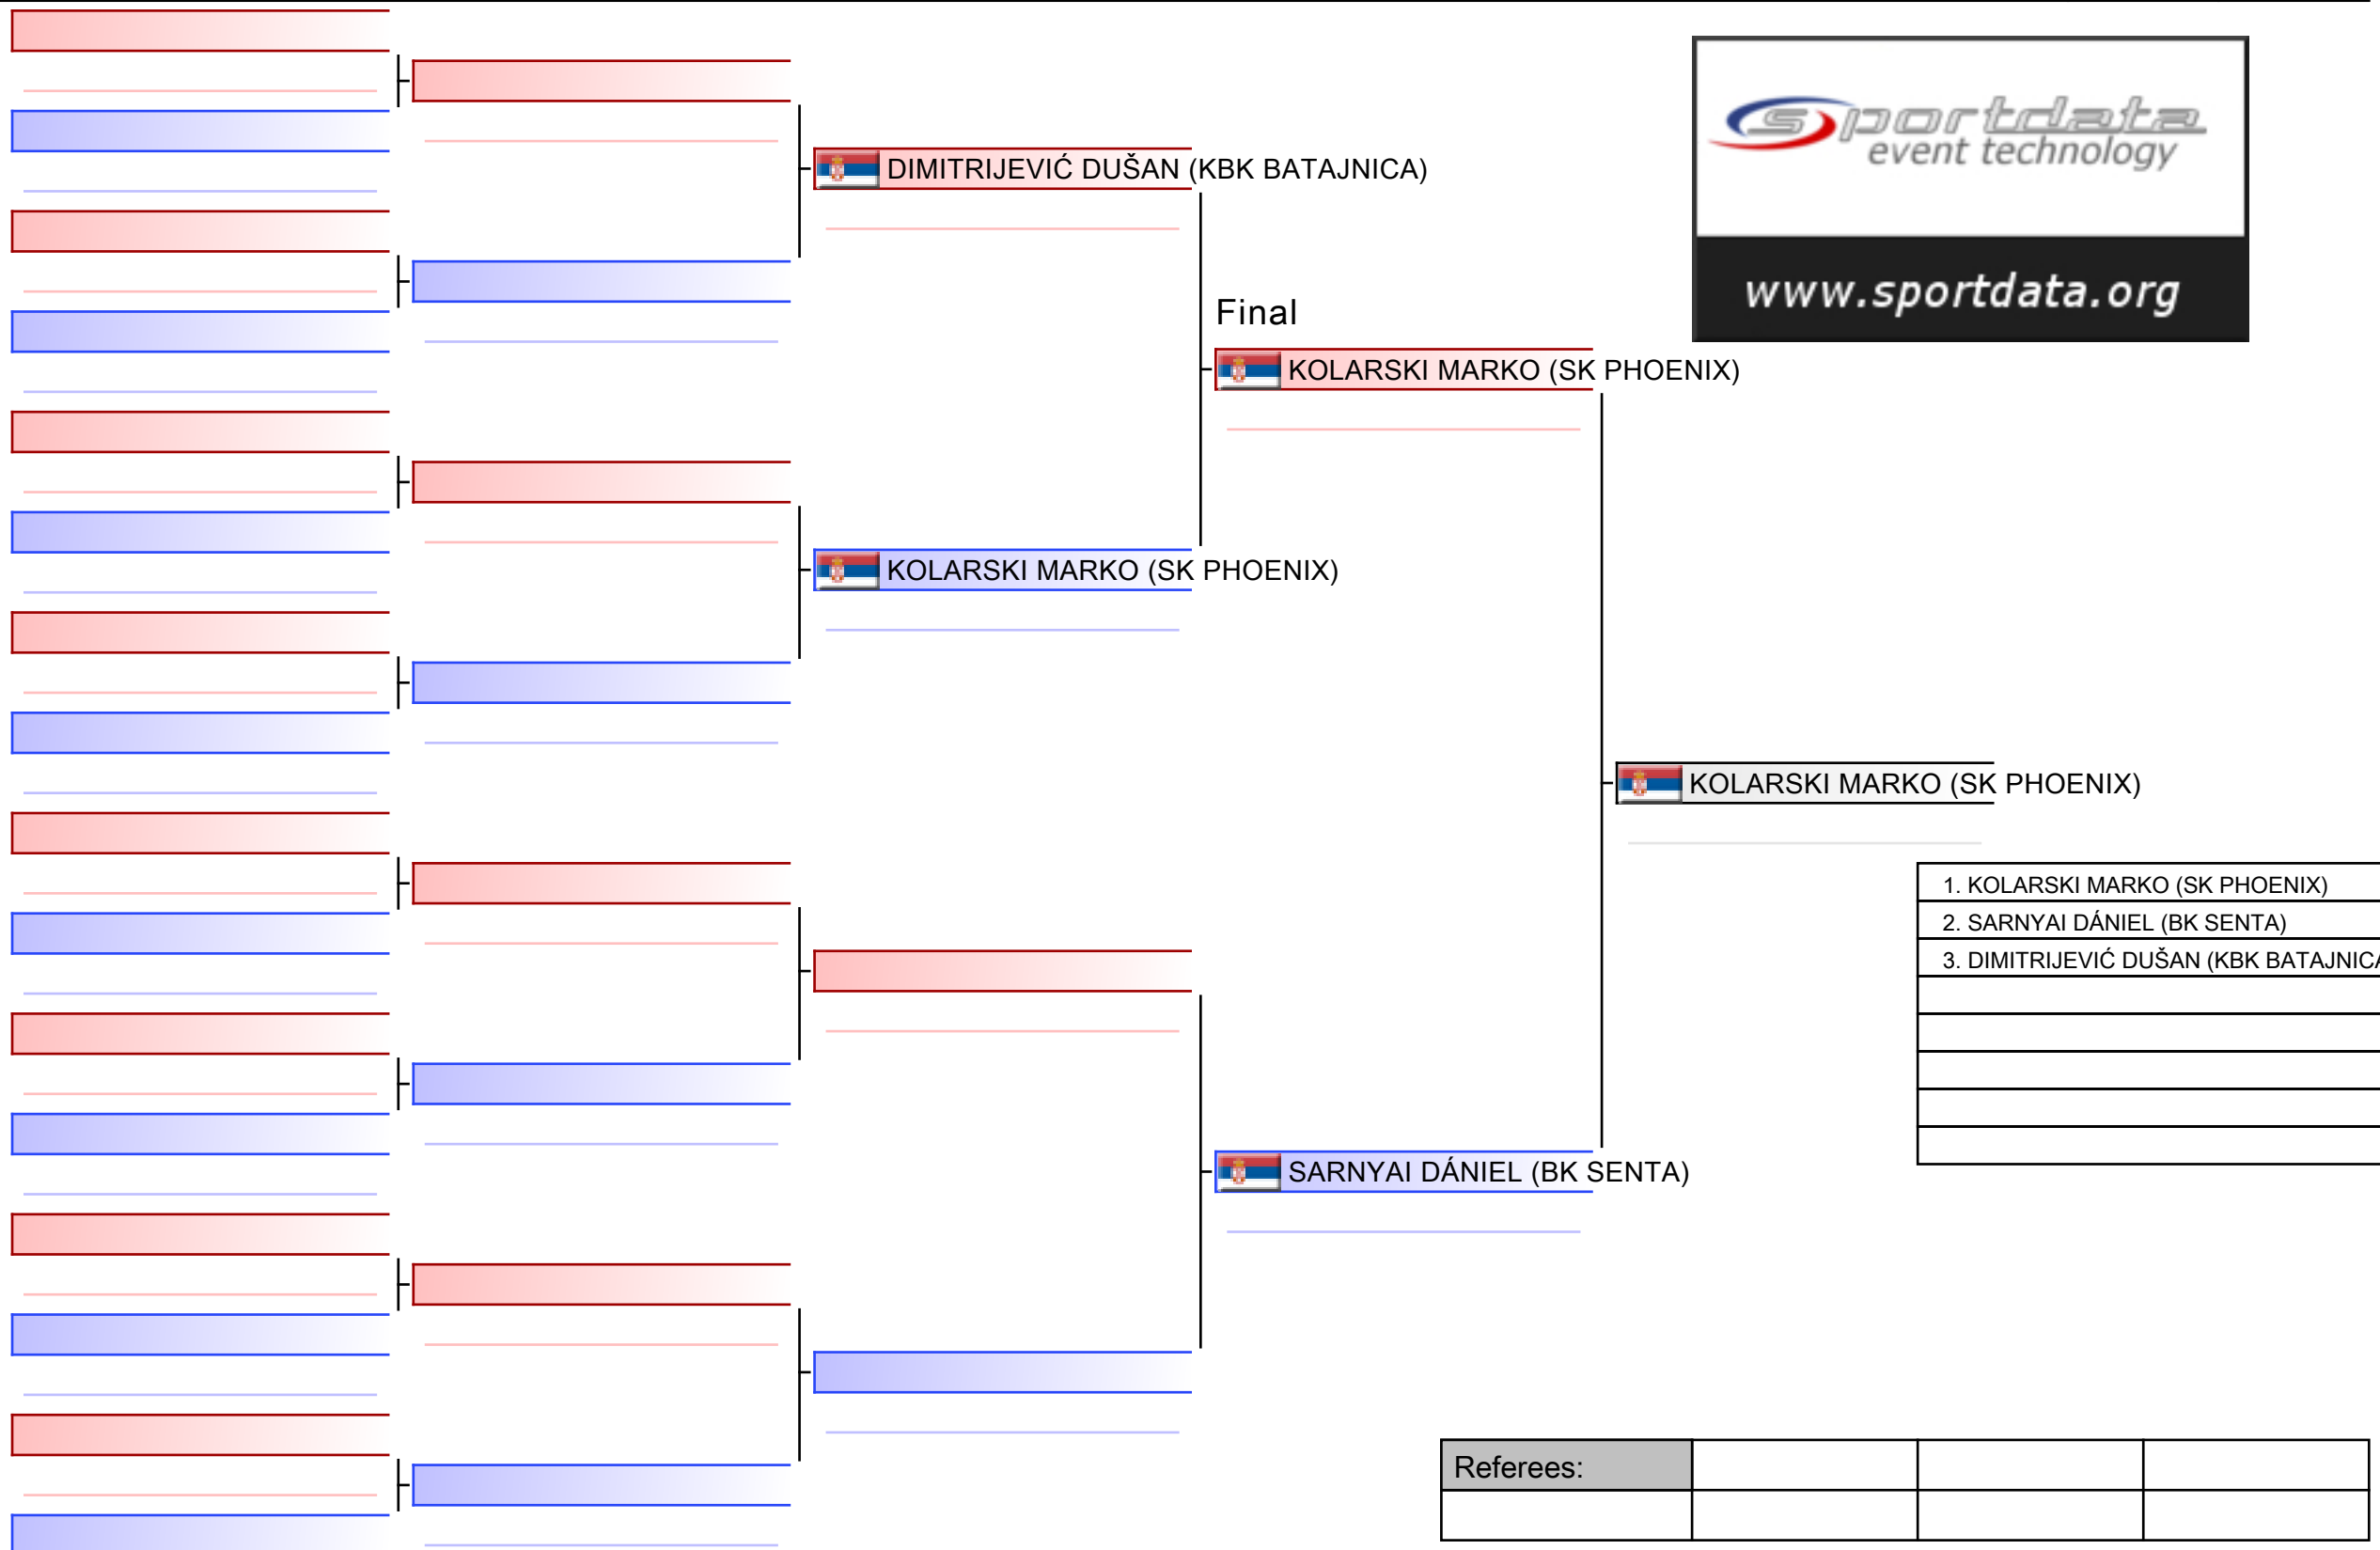 sportdata
event technology
www.sportdata.org
DIMITRIJEVIĆ DUŠAN (KBK BATAJNICA)
Final
KOLARSKI MARKO (SK PHOENIX)
KOLARSKI MARKO (SK PHOENIX)
KOLARSKI MARKO (SK PHOENIX)
1. KOLARSKI MARKO (SK PHOENIX)
2. SARNYAI DÁNIEL (BK SENTA)
3. DIMITRIJEVIĆ DUŠAN (KBK BATAJNICA
SARNYAI DÁNIEL (BK SENTA)
Referees: